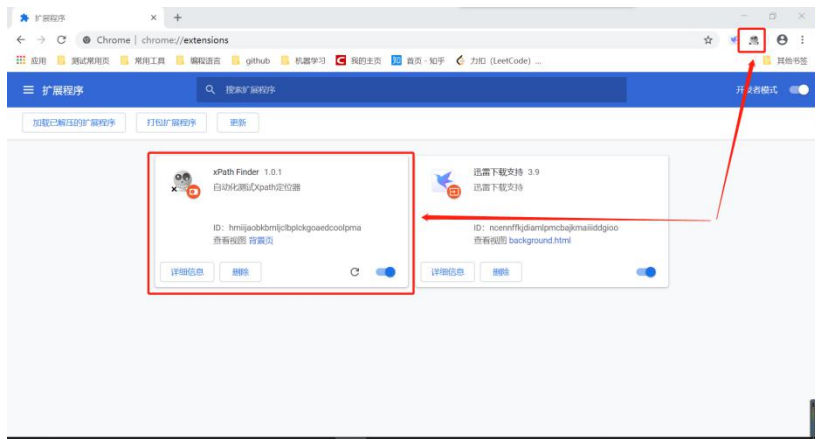 扩展程序
Chrome | chrome://extensions
应用 测试常用页 常用工具 编程语言 github 机器学习 我的主页 首页 - 知乎 力扣 (LeetCode) ... 其他书签
扩展程序 搜索扩展程序 开发者模式
加载已解压的扩展程序 打包扩展程序 更新
xPath Finder 1.0.1
自动化测试Xpath定位器
ID: hmiijaobkbmljclbplckgoaedcoolpma
查看视图 背景页
详细信息 删除
迅雷下载支持 3.9
迅雷下载支持
ID: ncennffkjdiamlpmcbajkmaiiiddgioo
查看视图 background.html
详细信息 删除